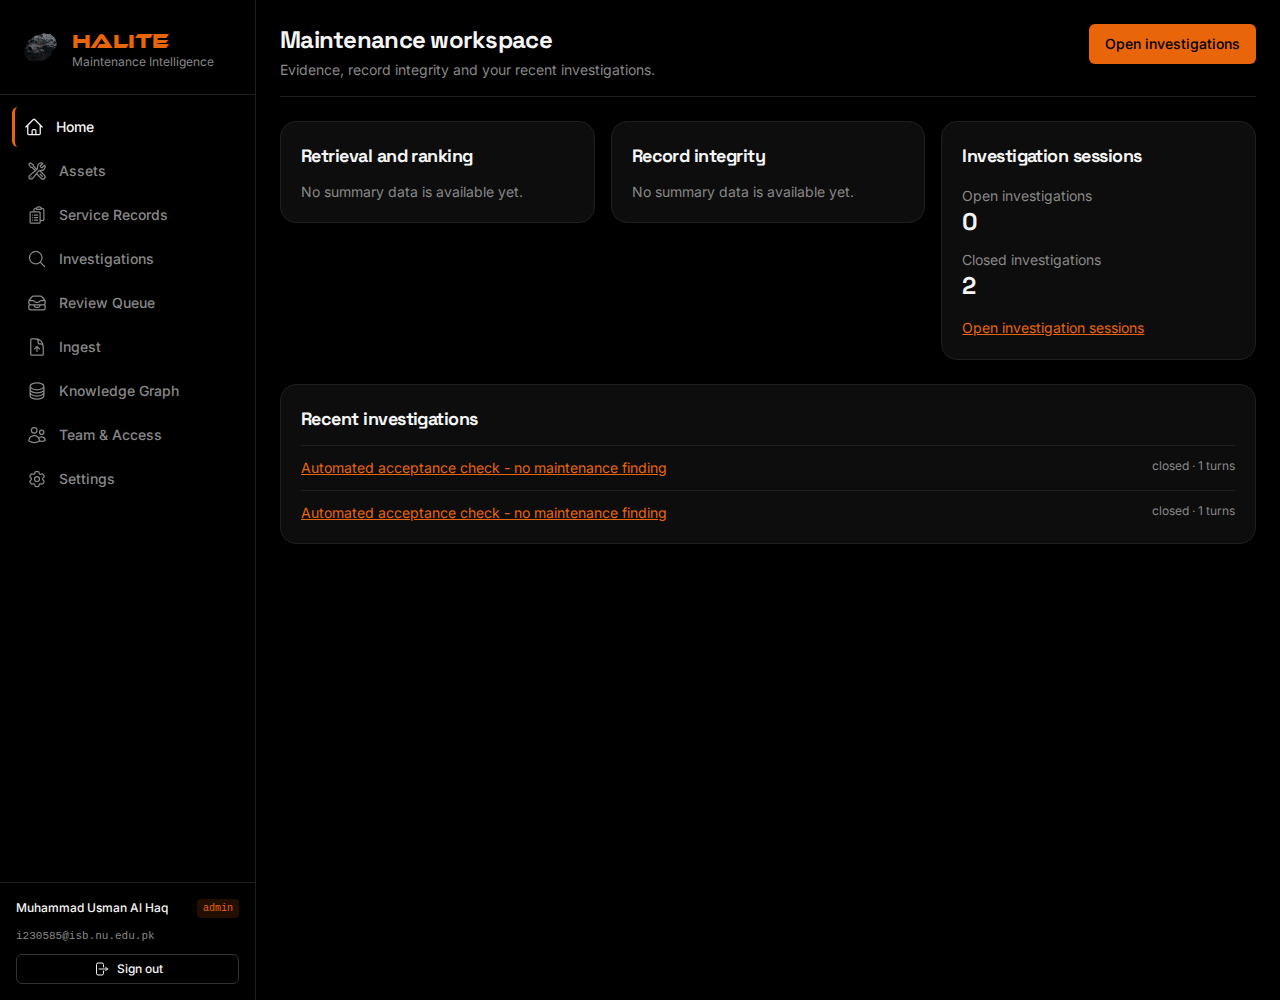 HALITE
Maintenance Intelligence
Home
Assets
Service Records
Investigations
Review Queue
Ingest
Knowledge Graph
Team & Access
Settings
Muhammad Usman Al Haq
admin
i230585@isb.nu.edu.pk
Sign out
Maintenance workspace
Evidence, record integrity and your recent investigations.
Open investigations
Retrieval and ranking
No summary data is available yet.
Record integrity
No summary data is available yet.
Investigation sessions
Open investigations
0
Closed investigations
2
Open investigation sessions
Recent investigations
Automated acceptance check - no maintenance finding
closed · 1 turns
Automated acceptance check - no maintenance finding
closed · 1 turns